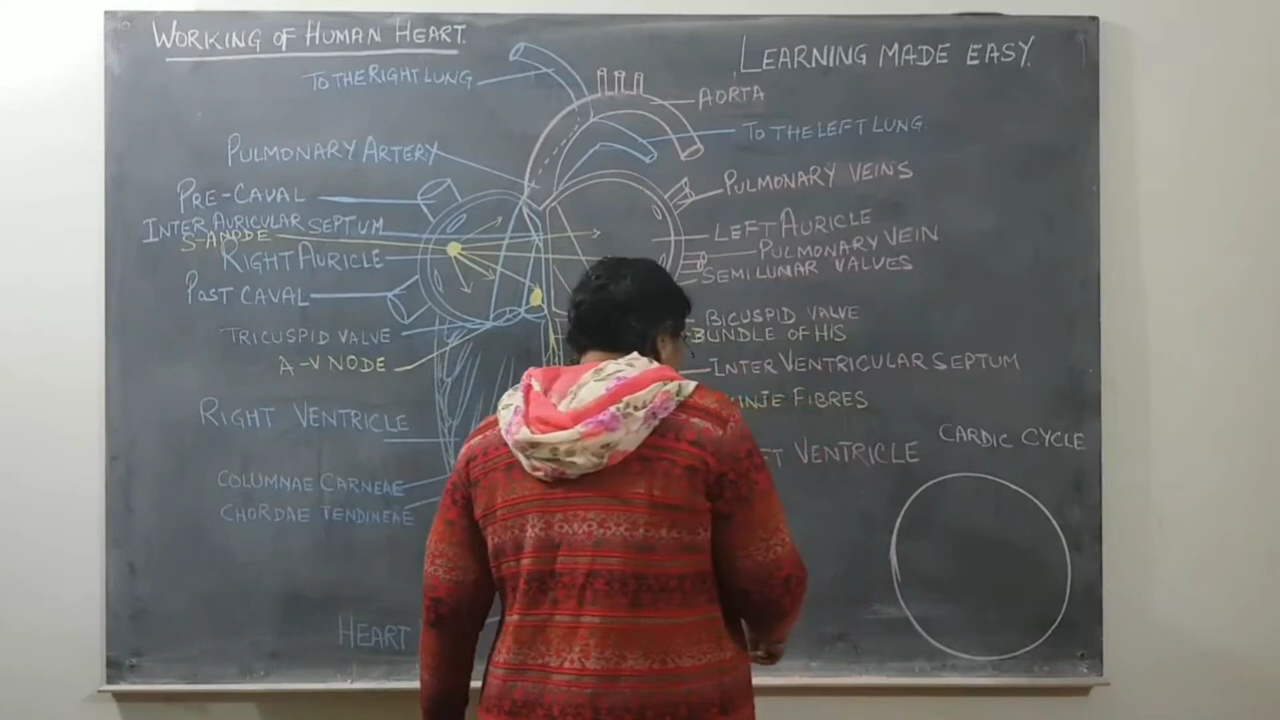 WORKING OF HUMAN HEART.
LEARNING MADE EASY.
TO THE RIGHT LUNG
AORTA
TO THE LEFT LUNG.
PULMONARY ARTERY
PULMONARY VEINS
PRE-CAVAL
INTER AURICULAR SEPTUM
LEFT AURICLE
S-A NODE
PULMONARY VEIN
RIGHT AURICLE
SEMI LUNAR VALVES
POST CAVAL
BICUSPID VALVE
TRICUSPID VALVE
BUNDLE OF HIS
A-V NODE
INTER VENTRICULAR SEPTUM
FIBRES
RIGHT VENTRICLE
CARDIC CYCLE
VENTRICLE
COLUMNAE CARNEAE
CHORDAE TENDINEAE
HEART